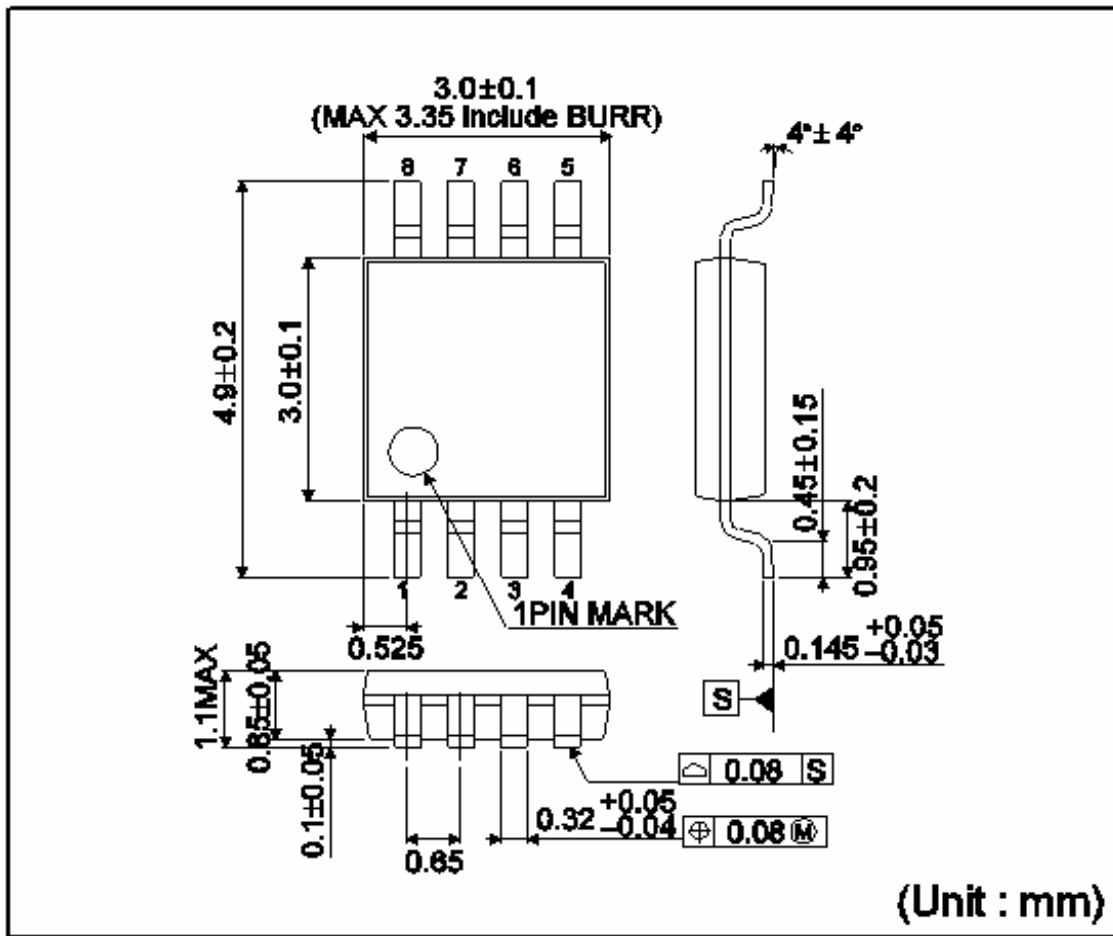 3.0±0.1
(MAX 3.35 include BURR)
8 7 6 5
4°± 4°
4.9±0.2
3.0±0.1
0.45±0.15
0.95±0.2
1 2 3 4
1PIN MARK
0.525
0.145 +0.05 −0.03
S
1.1MAX
0.85±0.05
0.1±0.05
0.08 S
0.32 +0.05 −0.04
0.08 Ⓜ
0.65
(Unit : mm)